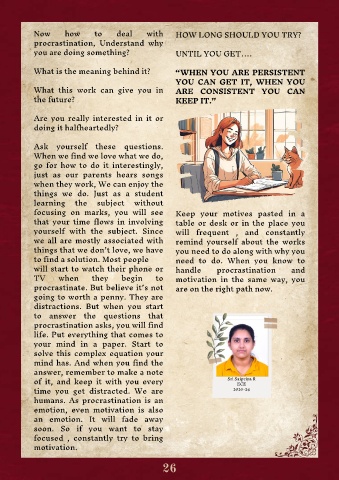 Now how to deal with
procrastination, Understand why
you are doing something?
What is the meaning behind it?
What this work can give you in
the future?
Are you really interested in it or
doing it halfheartedly?
Ask yourself these questions.
When we find we love what we do,
go for how to do it interestingly,
just as our parents hears songs
when they work, We can enjoy the
things we do. Just as a student
learning the subject without
focusing on marks, you will see
that your time flows in involving
yourself with the subject. Since
we all are mostly associated with
things that we don't love, we have
to find a solution. Most people
will start to watch their phone or
TV when they begin to
procrastinate. But believe it's not
going to worth a penny. They are
distractions. But when you start
to answer the questions that
procrastination asks, you will find
life. Put everything that comes to
your mind in a paper. Start to
solve this complex equation your
mind has. And when you find the
answer, remember to make a note
of it, and keep it with you every
time you get distracted. We are
humans. As procrastination is an
emotion, even motivation is also
an emotion. It will fade away
soon. So if you want to stay
focused , constantly try to bring
motivation.
HOW LONG SHOULD YOU TRY?
UNTIL YOU GET....
"WHEN YOU ARE PERSISTENT
YOU CAN GET IT, WHEN YOU
ARE CONSISTENT YOU CAN
KEEP IT."
Keep your motives pasted in a
table or desk or in the place you
will frequent , and constantly
remind yourself about the works
you need to do along with why you
need to do. When you know to
handle procrastination and
motivation in the same way, you
are on the right path now.
Sri Saipriya R
ECE
2020-24
26